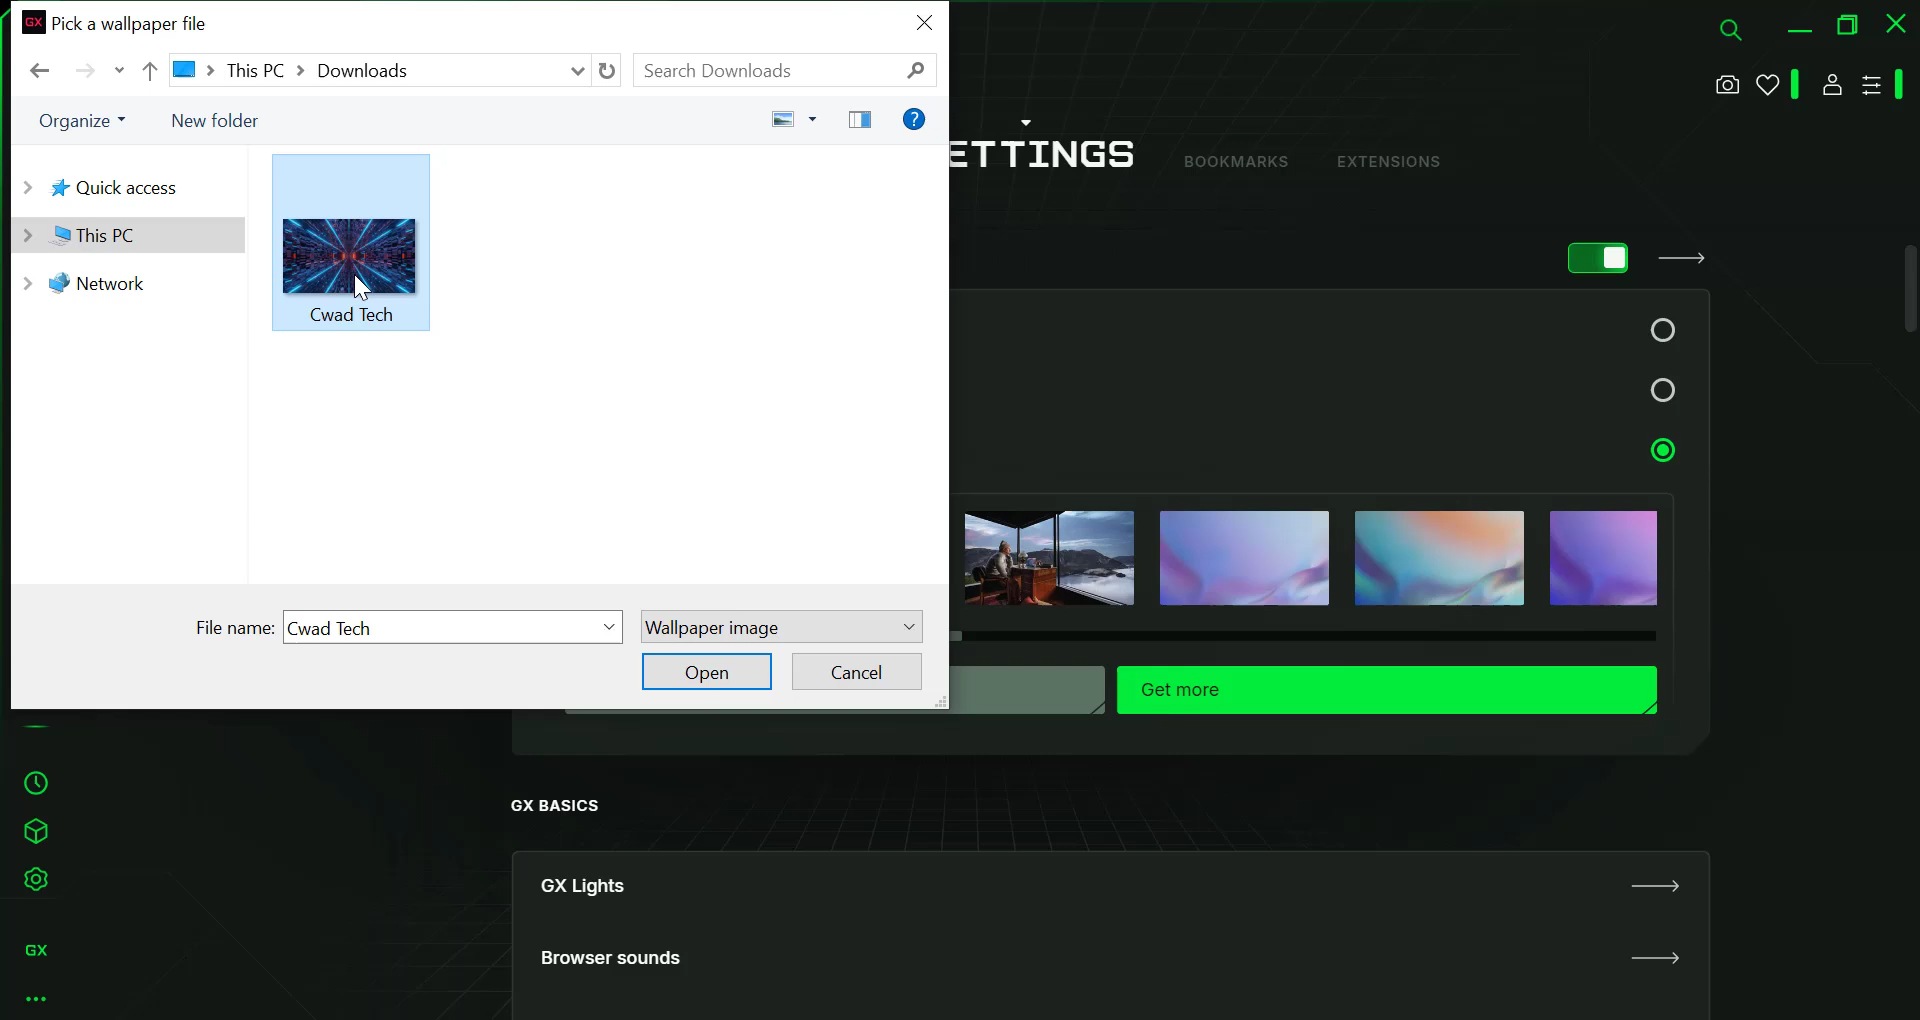 GX Pick a wallpaper file
This PC Downloads
Search Downloads
Organize
New folder
Quick access
This PC
Network
Cwad Tech
File name: Cwad Tech
Wallpaper image
Open
Cancel
ETTINGS
BOOKMARKS
EXTENSIONS
Get more
GX BASICS
GX Lights
Browser sounds
GX